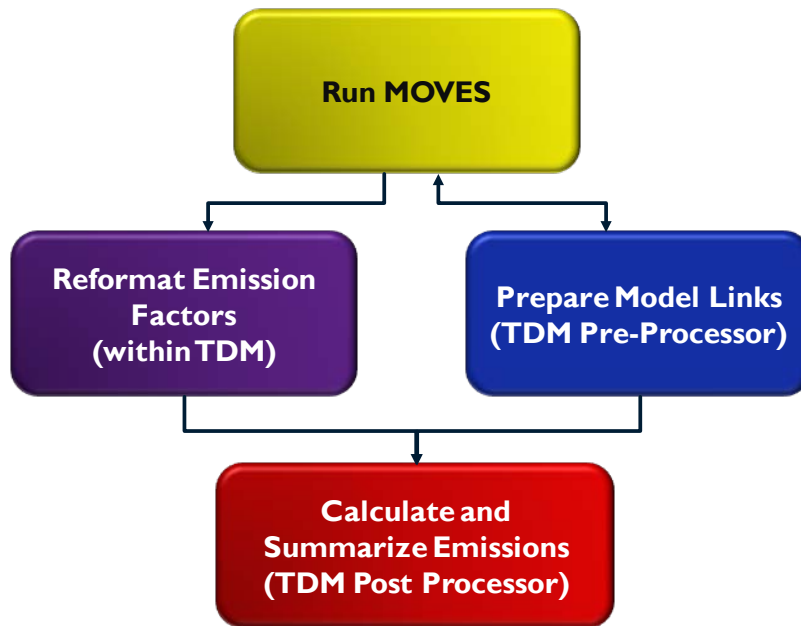 Run MOVES
Reformat Emission
Factors
(within TDM)
Prepare Model Links
(TDM Pre-Processor)
Calculate and
Summarize Emissions
(TDM Post Processor)